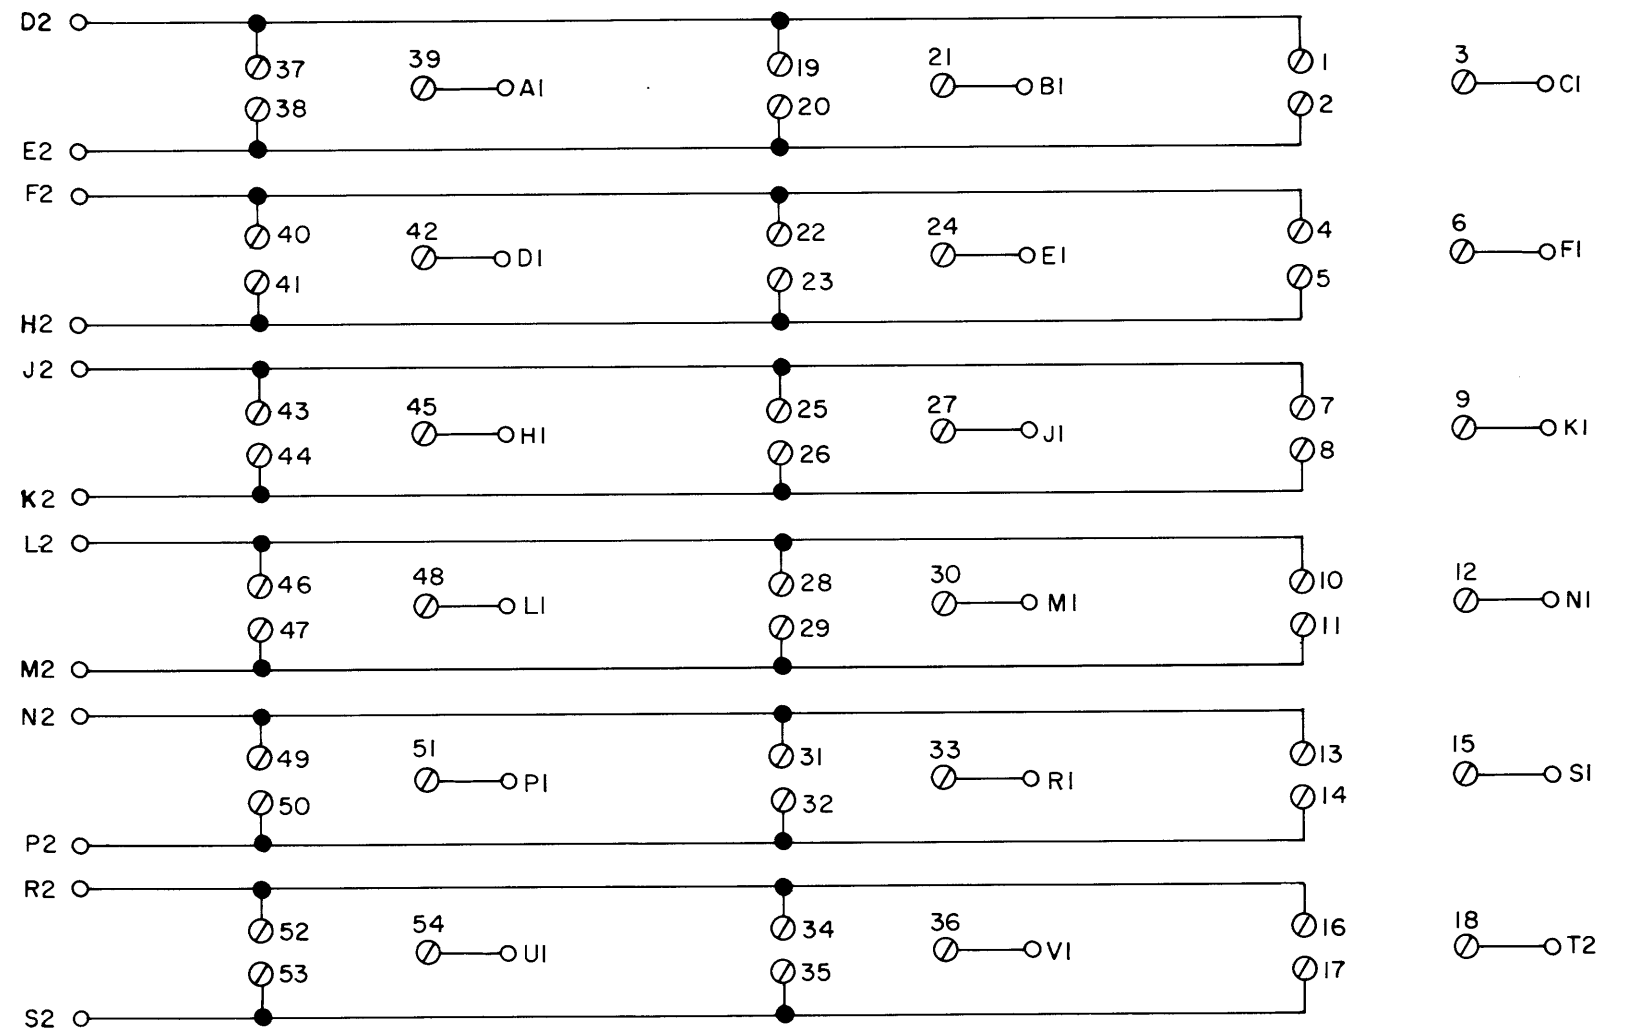 D2
37 39 A1 19 21 B1 1 3 C1
38 20 2
E2
F2
40 42 D1 22 24 E1 4 6 F1
41 23 5
H2
J2
43 45 H1 25 27 J1 7 9 K1
44 26 8
K2
L2
46 48 L1 28 30 M1 10 12 N1
47 29 11
M2
N2
49 51 P1 31 33 R1 13 15 S1
50 32 14
P2
R2
52 54 U1 34 36 V1 16 18 T2
53 35 17
S2